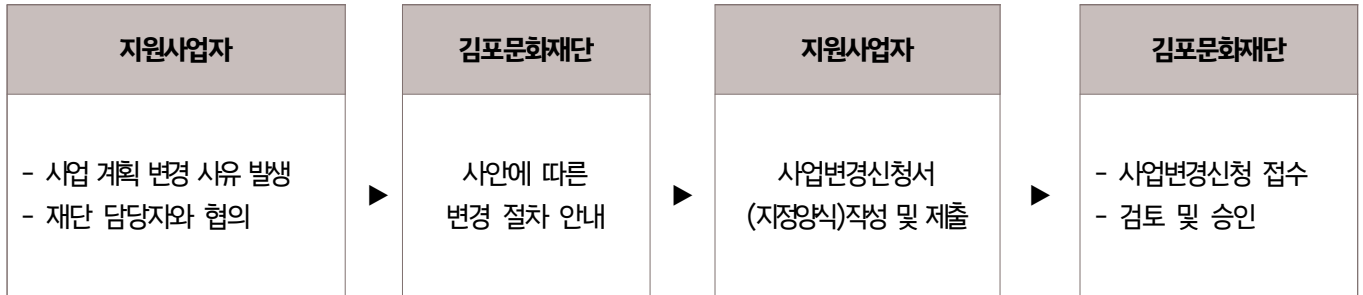 지원사업자
- 사업 계획 변경 사유 발생
- 재단 담당자와 협의
▶
김포문화재단
사안에 따른
변경 절차 안내
▶
지원사업자
사업변경신청서
(지정양식)작성 및 제출
▶
김포문화재단
- 사업변경신청 접수
- 검토 및 승인